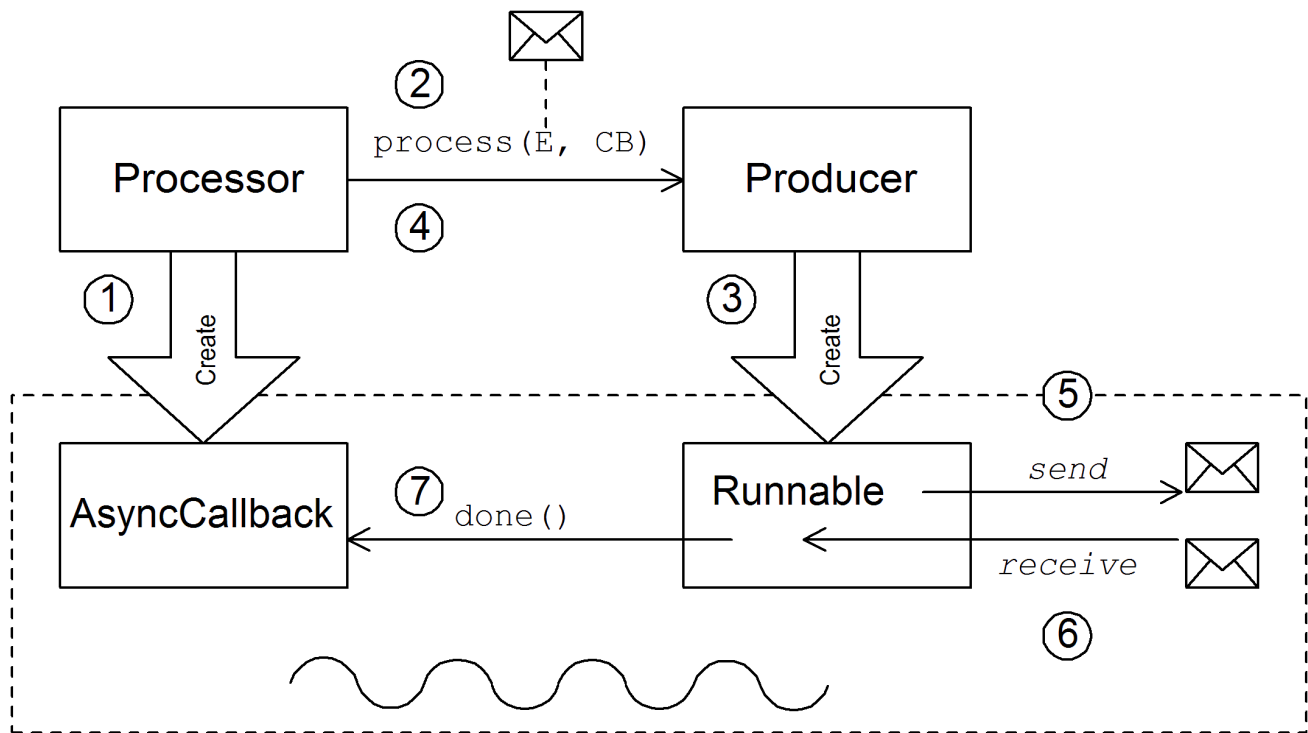 2
process(E, CB)
Processor
Producer
4
1
Create
3
Create
5
AsyncCallback
7
done()
Runnable
send
receive
6